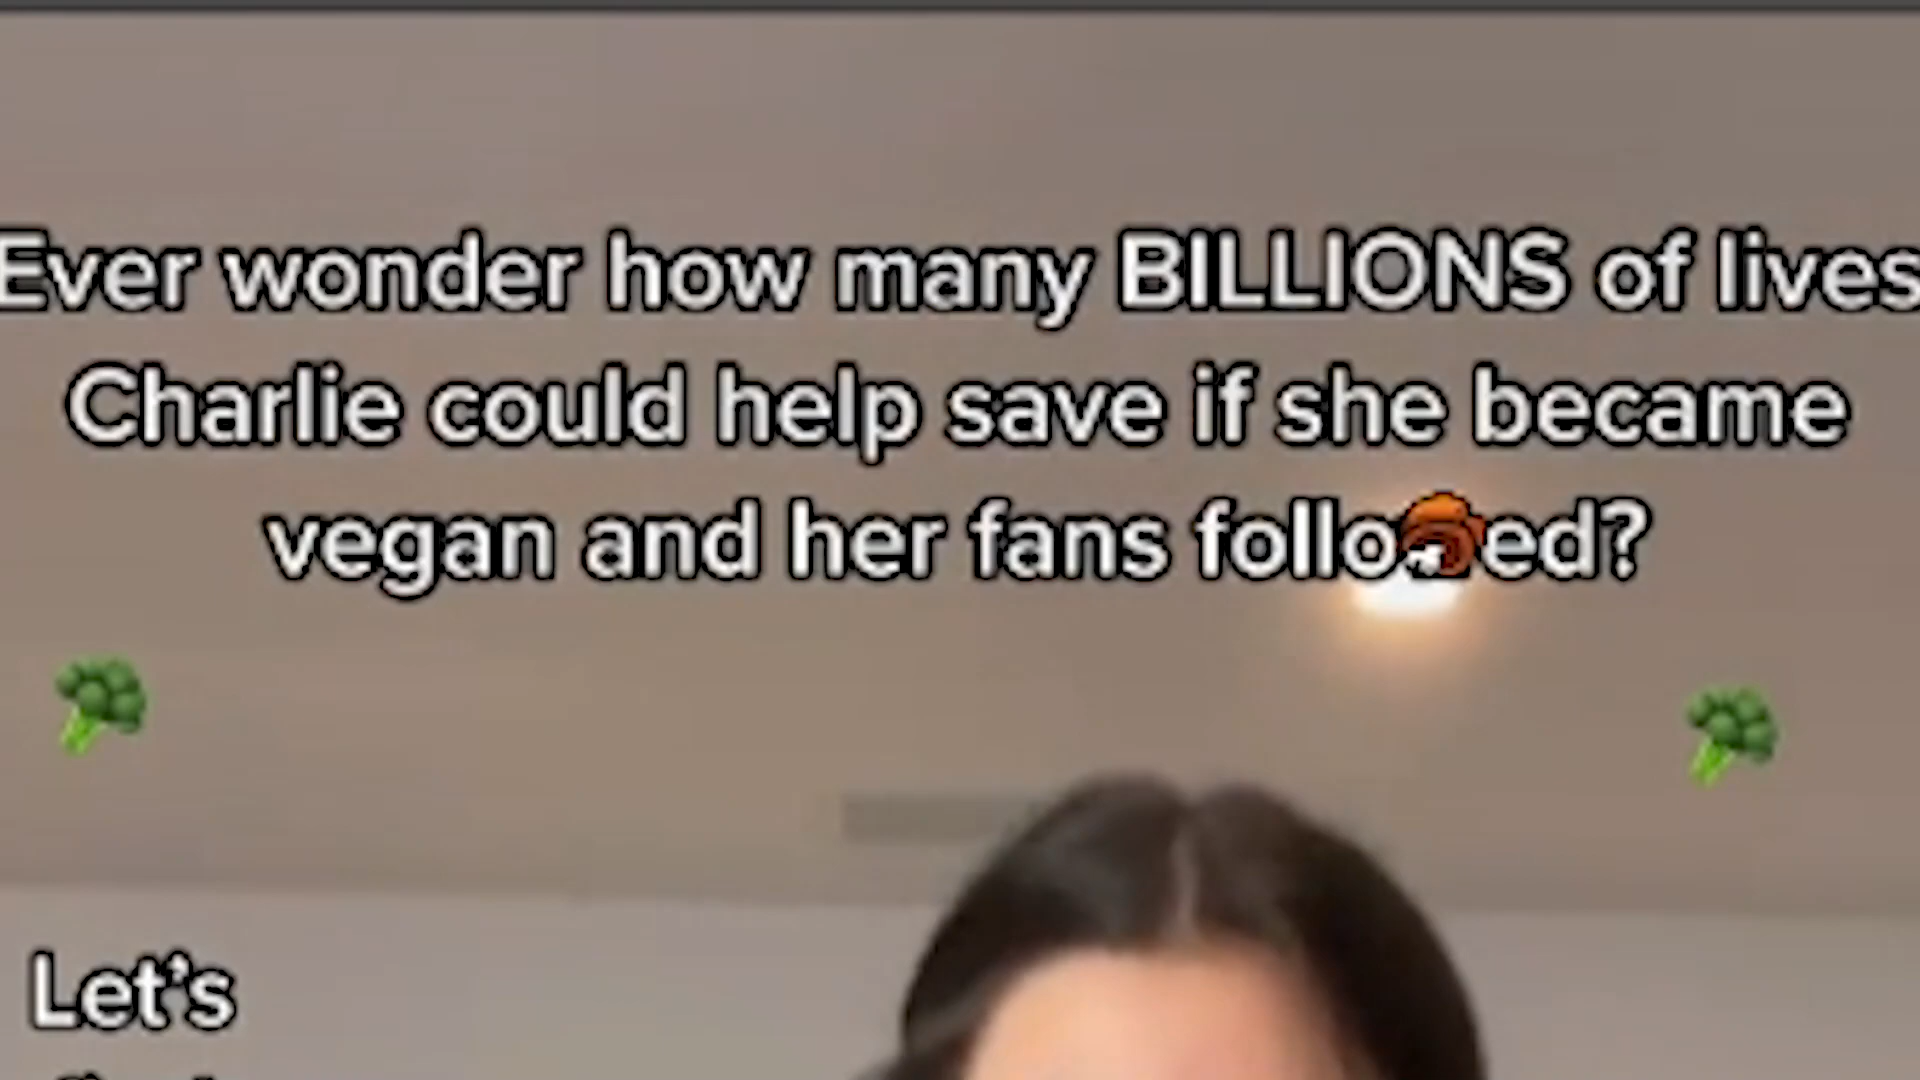 Ever wonder how many BILLIONS of lives
Charlie could help save if she became
vegan and her fans followed?
Let's